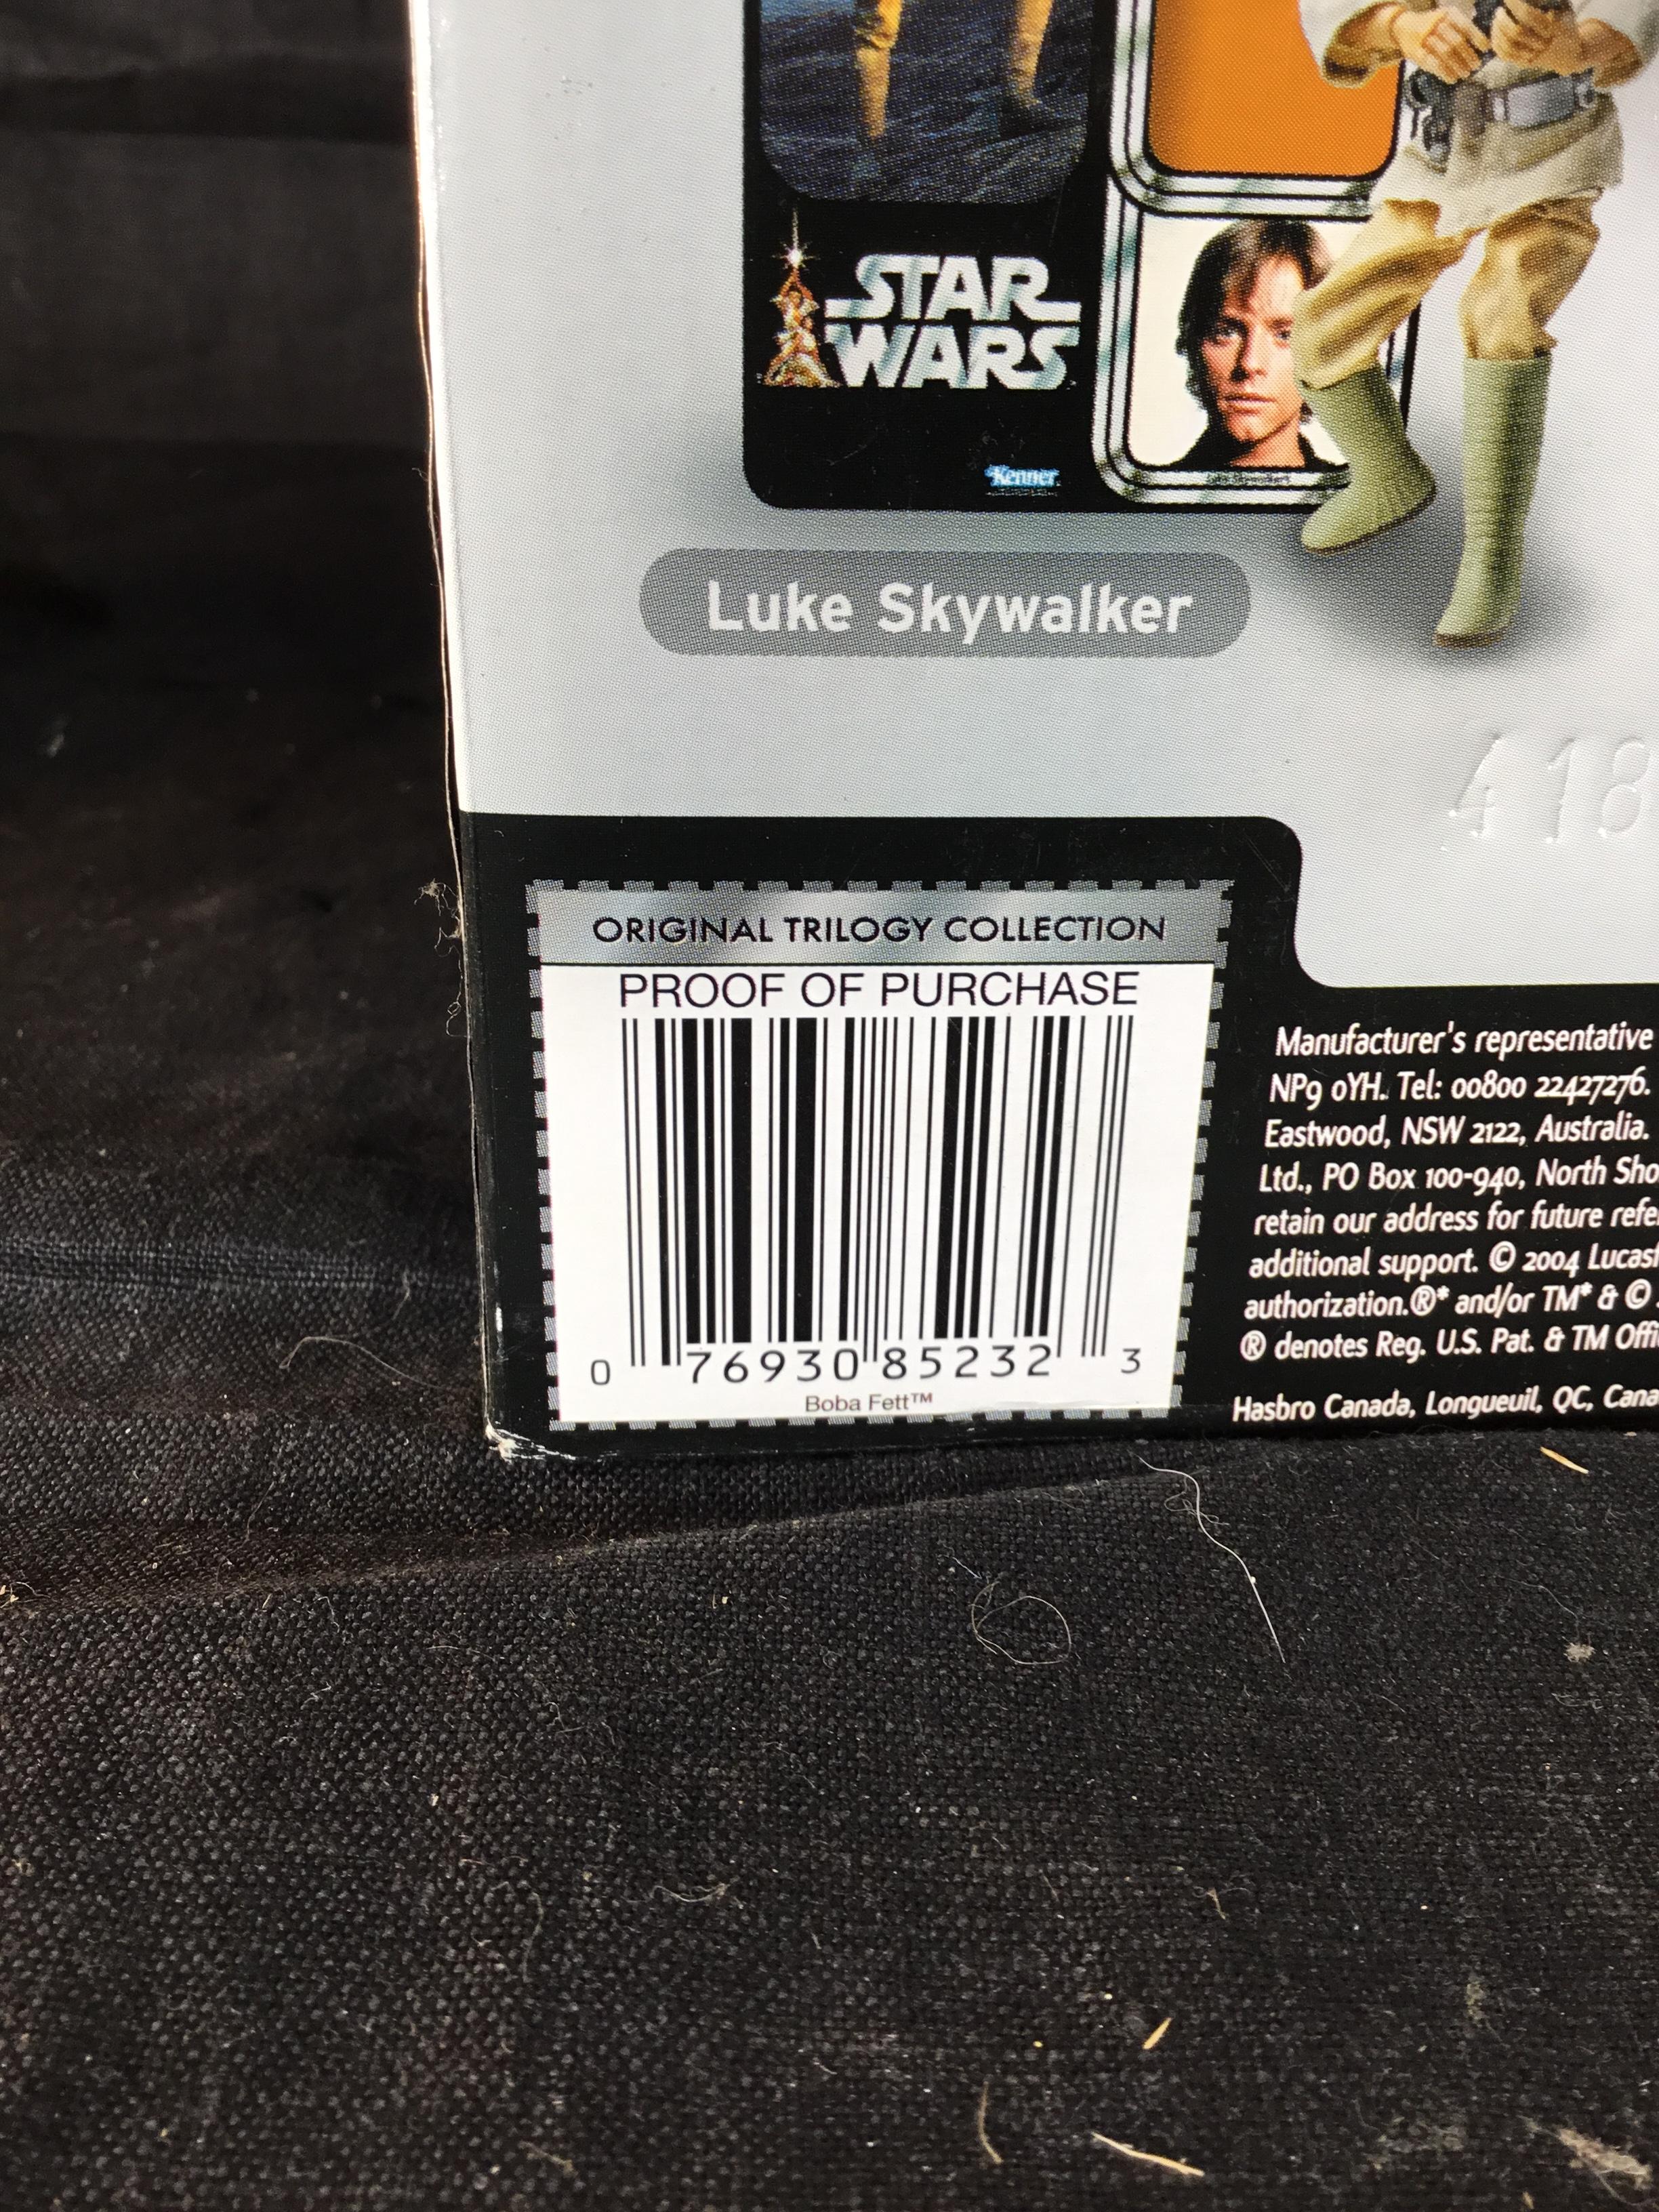 STAR
WARS
Kenner
Luke Skywalker
418
ORIGINAL TRILOGY COLLECTION
PROOF OF PURCHASE
0 76930 85232 3
Boba Fett™
Manufacturer's representative
NP9 0YH. Tel: 00800 22427276.
Eastwood, NSW 2122, Australia.
Ltd., PO Box 100-940, North Sho
retain our address for future refe
additional support. © 2004 Lucasf
authorization.®* and/or TM* & ©
® denotes Reg. U.S. Pat. & TM Offi
Hasbro Canada, Longueuil, QC, Cana